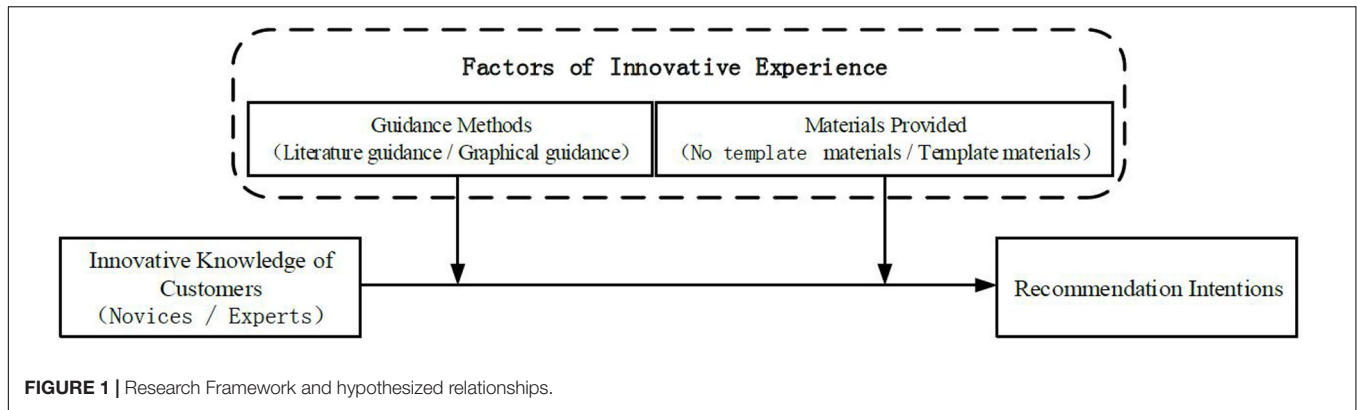 Factors of Innovative Experience
Guidance Methods
（Literature guidance / Graphical guidance）
Materials Provided
（No template materials / Template materials）
Innovative Knowledge of
Customers
（Novices / Experts）
Recommendation Intentions
FIGURE 1 | Research Framework and hypothesized relationships.